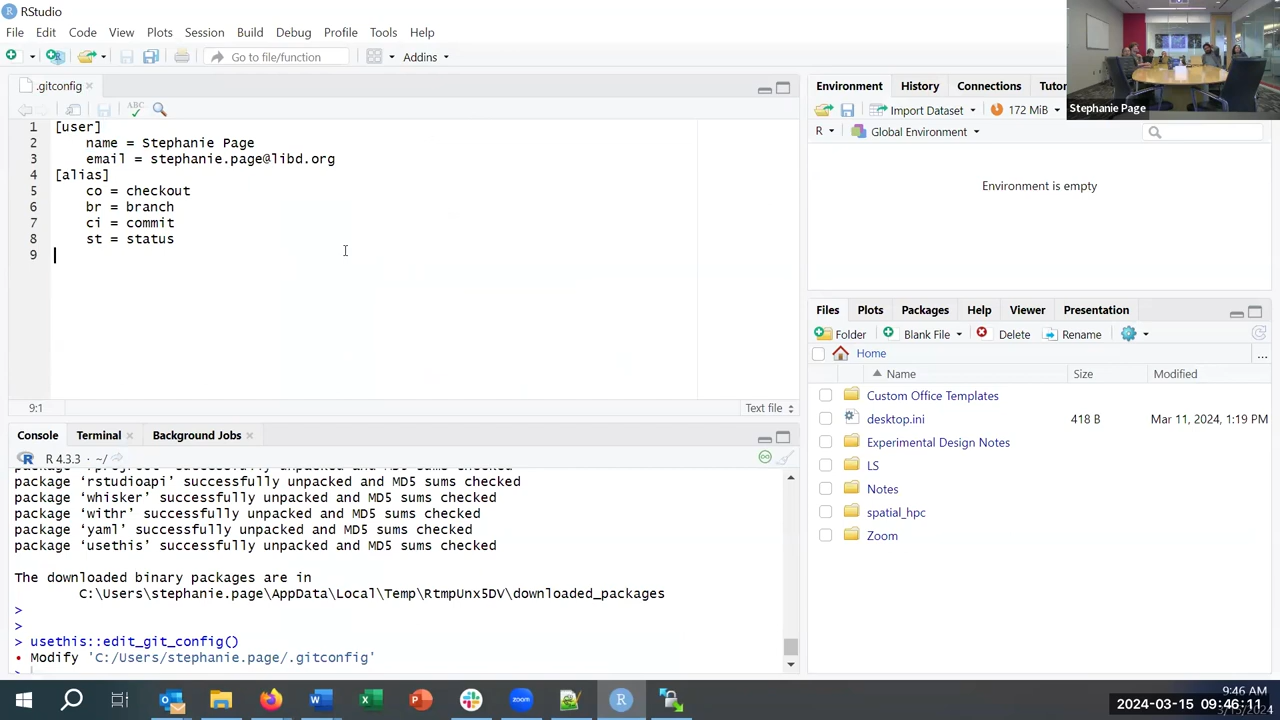 RStudio
File Edit Code View Plots Session Build Debug Profile Tools Help
Go to file/function Addins
.gitconfig
ABC
1 [user]
2 name = Stephanie Page
3 email = stephanie.page@libd.org
4 [alias]
5 co = checkout
6 br = branch
7 ci = commit
8 st = status
9
9:1 Text file
Console Terminal Background Jobs
R 4.3.3 · ~/
package ‘rstudioapi’ successfully unpacked and MD5 sums checked
package ‘whisker’ successfully unpacked and MD5 sums checked
package ‘withr’ successfully unpacked and MD5 sums checked
package ‘yaml’ successfully unpacked and MD5 sums checked
package ‘usethis’ successfully unpacked and MD5 sums checked
The downloaded binary packages are in
C:\Users\stephanie.page\AppData\Local\Temp\RtmpUnx5DV\downloaded_packages
>
>
> usethis::edit_git_config()
• Modify 'C:/Users/stephanie.page/.gitconfig'
>
Environment History Connections Tutor
Import Dataset 172 MiB
R Global Environment
Environment is empty
Stephanie Page
Files Plots Packages Help Viewer Presentation
Folder Blank File Delete Rename
Home ...
Name Size Modified
Custom Office Templates
desktop.ini 418 B Mar 11, 2024, 1:19 PM
Experimental Design Notes
LS
Notes
spatial_hpc
Zoom
zoom
9:46 AM
2024-03-15 09:46:11